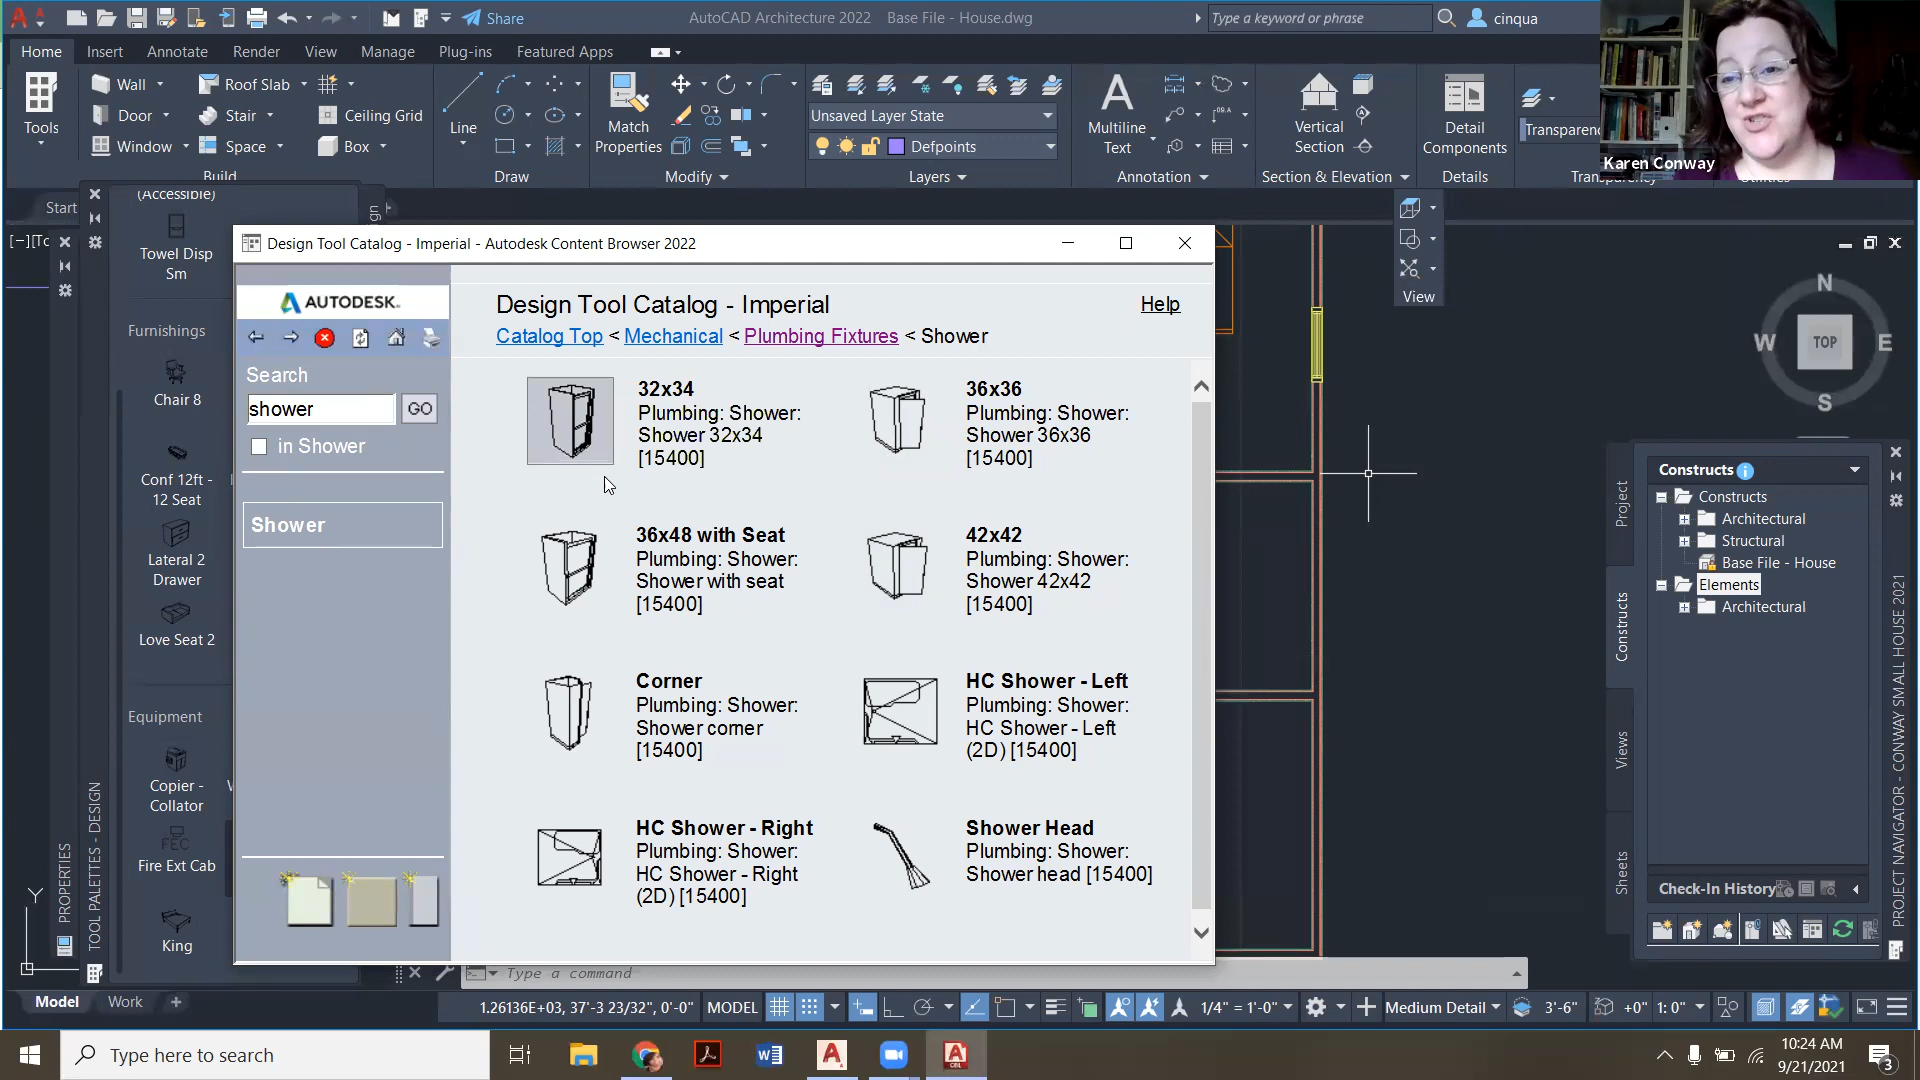 Share
AutoCAD Architecture 2022 Base File - House.dwg
Type a keyword or phrase
cinqua
Home
Insert
Annotate
Render
View
Manage
Plug-ins
Featured Apps
Tools
Wall
Roof Slab
Door
Stair
Ceiling Grid
Window
Space
Box
Build
Line
Draw
Match
Properties
Modify
Unsaved Layer State
Defpoints
Layers
Multiline
Text
Annotation
Vertical
Section
Section & Elevation
Detail
Components
Details
Transparenc
Karen Conway
Start
(Accessible)
Towel Disp
Sm
Furnishings
Chair 8
Conf 12ft -
12 Seat
Lateral 2
Drawer
Love Seat 2
Equipment
Copier -
Collator
FEC
Fire Ext Cab
King
PROPERTIES
TOOL PALETTES - DESIGN
Design Tool Catalog - Imperial - Autodesk Content Browser 2022
AUTODESK.
Search
shower
GO
in Shower
Shower
Design Tool Catalog - Imperial
Help
Catalog Top < Mechanical < Plumbing Fixtures < Shower
32x34
Plumbing: Shower:
Shower 32x34
[15400]
36x36
Plumbing: Shower:
Shower 36x36
[15400]
36x48 with Seat
Plumbing: Shower:
Shower with seat
[15400]
42x42
Plumbing: Shower:
Shower 42x42
[15400]
Corner
Plumbing: Shower:
Shower corner
[15400]
HC Shower - Left
Plumbing: Shower:
HC Shower - Left
(2D) [15400]
HC Shower - Right
Plumbing: Shower:
HC Shower - Right
(2D) [15400]
Shower Head
Plumbing: Shower:
Shower head [15400]
View
N
W
TOP
E
S
Constructs
Constructs
Architectural
Structural
Base File - House
Elements
Architectural
Project
Constructs
Views
Sheets
Check-In History
PROJECT NAVIGATOR - CONWAY SMALL HOUSE 2021
Y
Type a command
Model
Work
1.26136E+03, 37'-3 23/32", 0'-0"
MODEL
1/4" = 1'-0"
Medium Detail
3'-6"
+0"
1: 0"
Type here to search
10:24 AM
9/21/2021
3